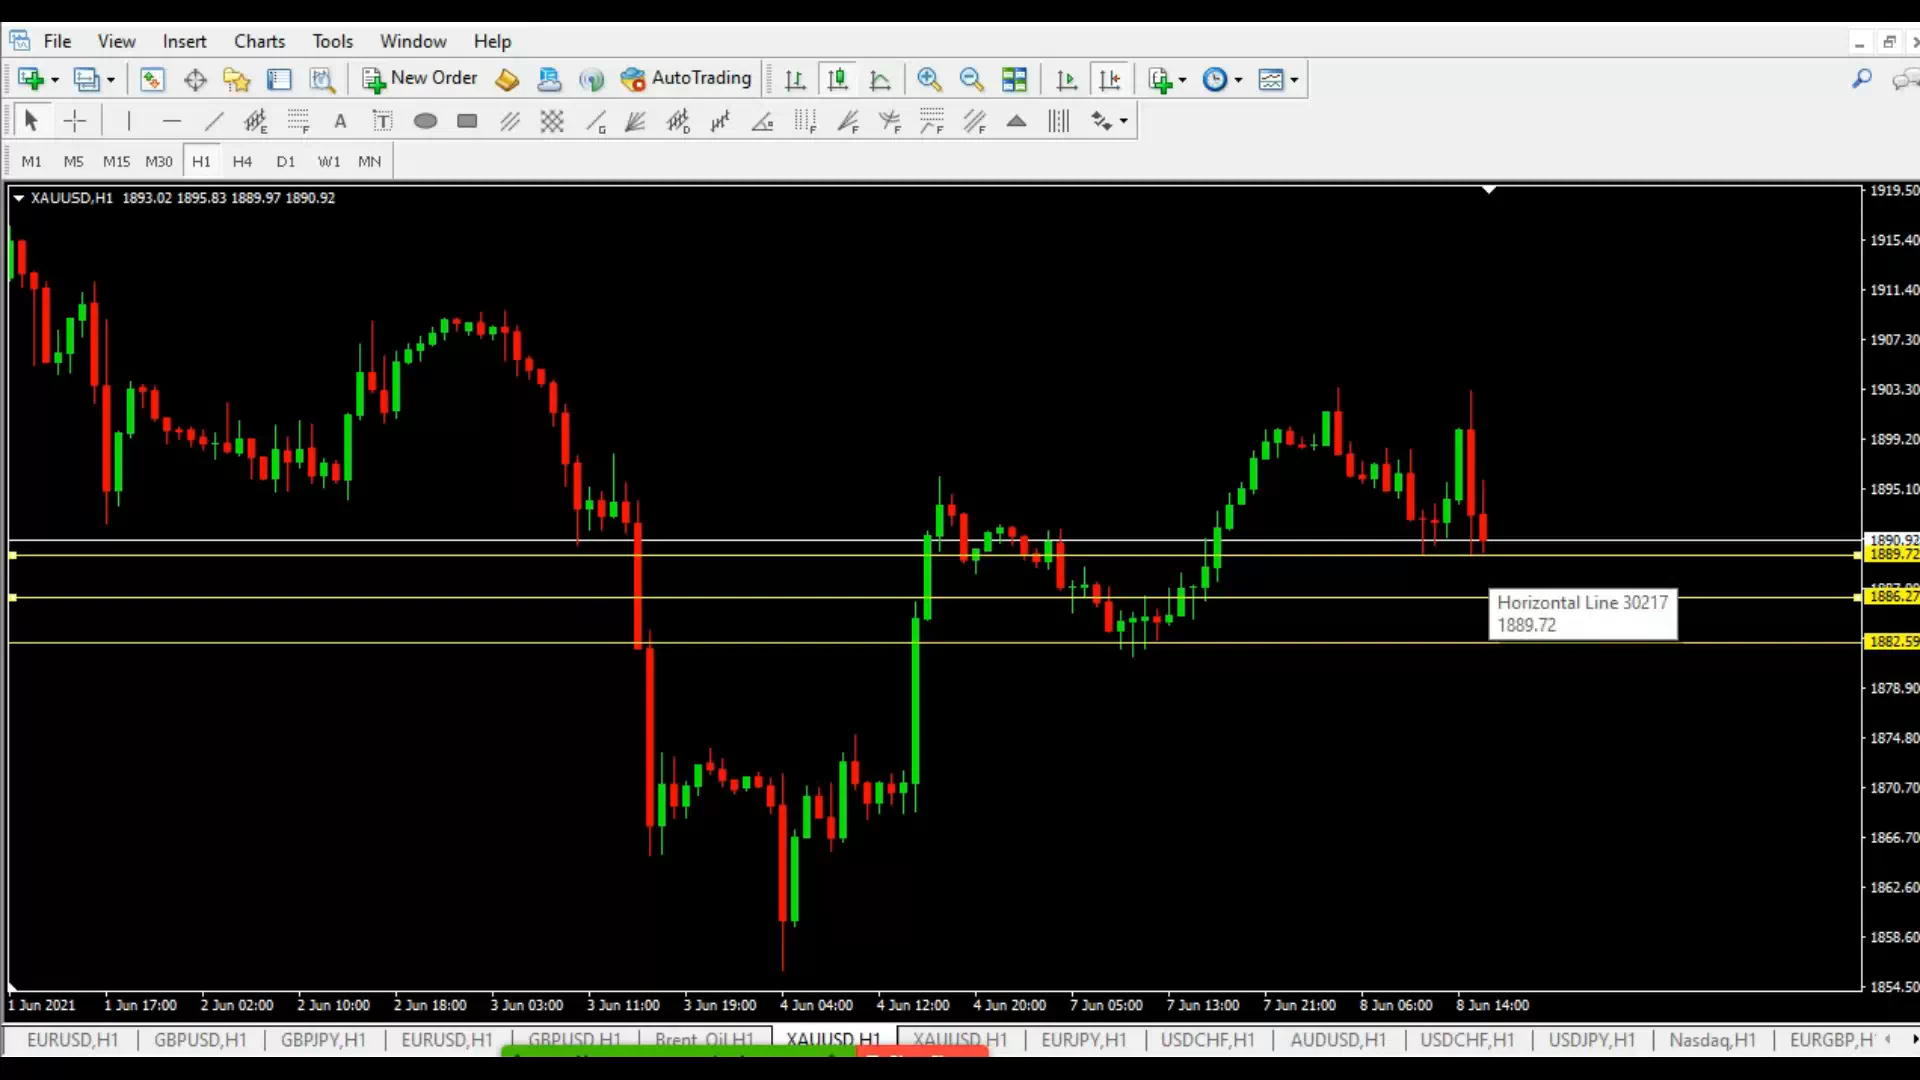 File View Insert Charts Tools Window Help
New Order AutoTrading
E F A T G D F F F F F
M1 M5 M15 M30 H1 H4 D1 W1 MN
XAUUSD,H1 1893.02 1895.83 1889.97 1890.92
1919.50
1915.40
1911.40
1907.30
1903.30
1899.20
1895.10
1890.92
1889.72
1886.27
Horizontal Line 30217
1889.72
1882.59
1878.90
1874.80
1870.70
1866.70
1862.60
1858.60
1854.50
1 Jun 2021 1 Jun 17:00 2 Jun 02:00 2 Jun 10:00 2 Jun 18:00 3 Jun 03:00 3 Jun 11:00 3 Jun 19:00 4 Jun 04:00 4 Jun 12:00 4 Jun 20:00 7 Jun 05:00 7 Jun 13:00 7 Jun 21:00 8 Jun 06:00 8 Jun 14:00
EURUSD,H1 GBPUSD,H1 GBPJPY,H1 EURUSD,H1 GBPUSD,H1 Brent_Oil,H1 XAUUSD,H1 XAUUSD,H1 EURJPY,H1 USDCHF,H1 AUDUSD,H1 USDCHF,H1 USDJPY,H1 Nasdaq,H1 EURGBP,H